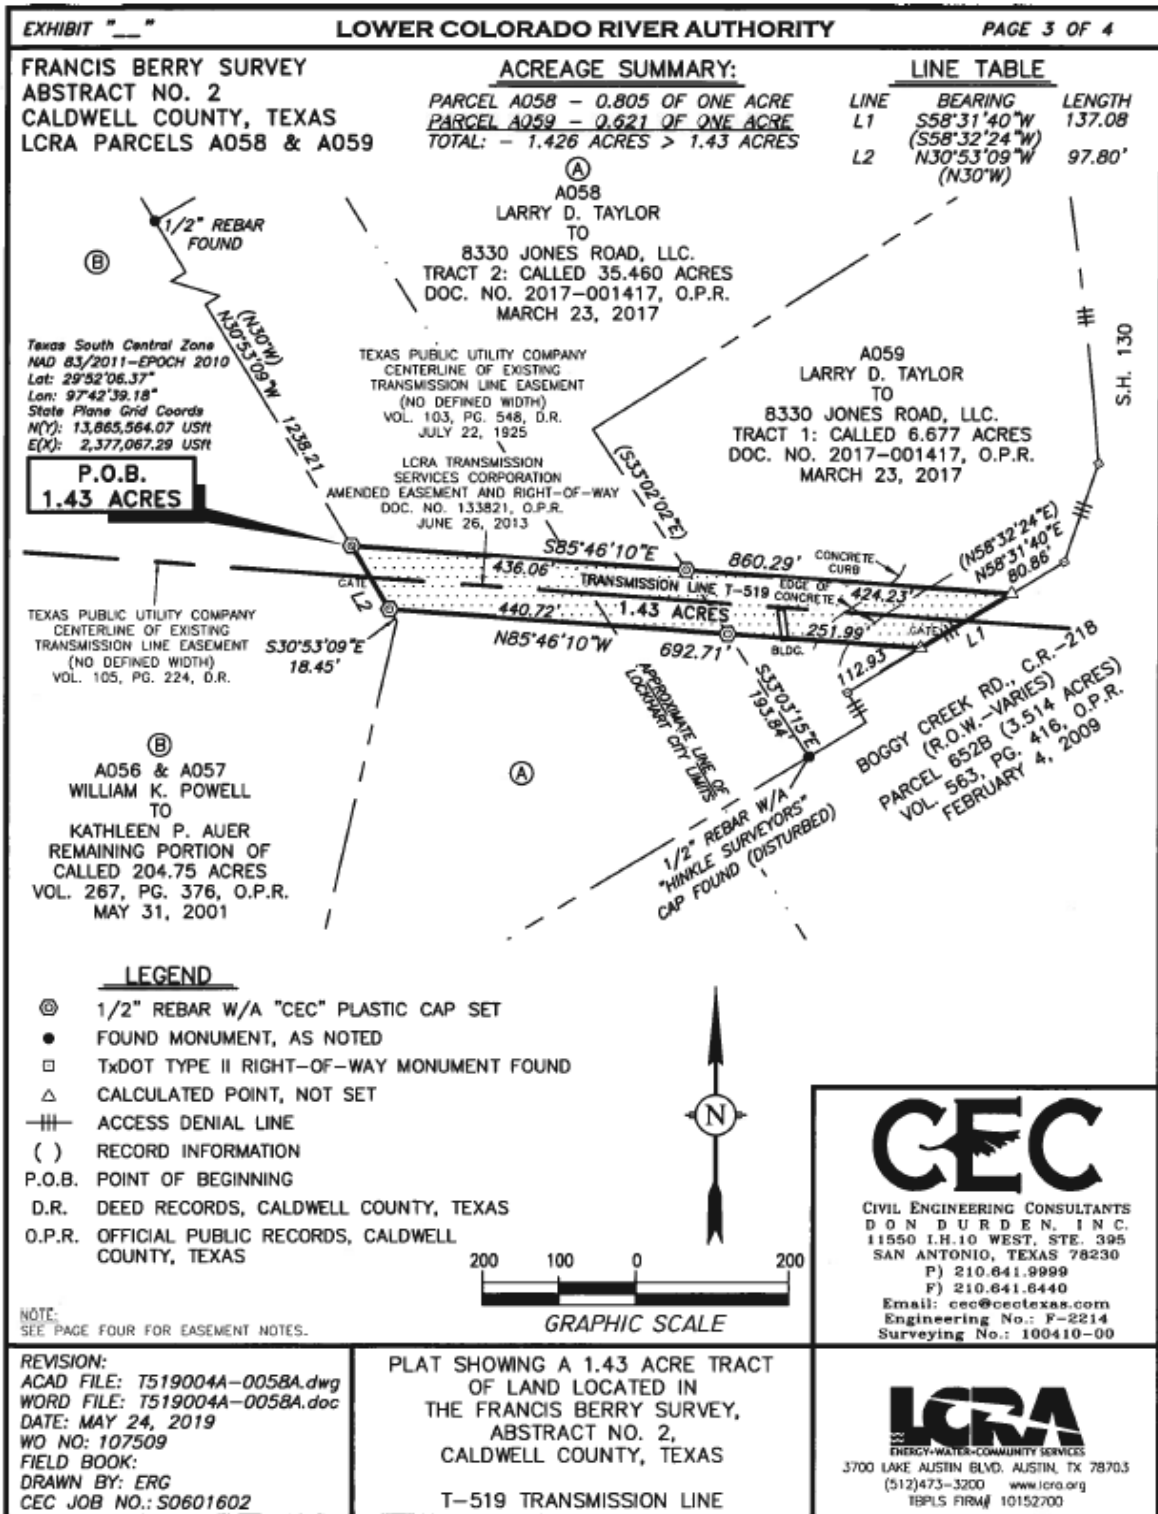 EXHIBIT "__"
LOWER COLORADO RIVER AUTHORITY
PAGE 3 OF 4
FRANCIS BERRY SURVEY
ABSTRACT NO. 2
CALDWELL COUNTY, TEXAS
LCRA PARCELS A058 & A059
ACREAGE SUMMARY:
PARCEL A058 - 0.805 OF ONE ACRE
PARCEL A059 - 0.621 OF ONE ACRE
TOTAL: - 1.426 ACRES > 1.43 ACRES
LINE TABLE
LINE BEARING LENGTH
L1 S58°31'40"W 137.08
(S58°32'24"W)
L2 N30°53'09"W 97.80'
(N30°W)
1/2" REBAR
FOUND
B
A
A058
LARRY D. TAYLOR
TO
8330 JONES ROAD, LLC.
TRACT 2: CALLED 35.460 ACRES
DOC. NO. 2017-001417, O.P.R.
MARCH 23, 2017
S.H. 130
(N30°W)
N30°53'09"W 1238.21
Texas South Central Zone
NAD 83/2011-EPOCH 2010
Lat: 29°52'06.37"
Lon: 97°42'39.18"
State Plane Grid Coords
N(Y): 13,865,564.07 USft
E(X): 2,377,067.29 USft
P.O.B.
1.43 ACRES
TEXAS PUBLIC UTILITY COMPANY
CENTERLINE OF EXISTING
TRANSMISSION LINE EASEMENT
(NO DEFINED WIDTH)
VOL. 103, PG. 548, D.R.
JULY 22, 1925
LCRA TRANSMISSION
SERVICES CORPORATION
AMENDED EASEMENT AND RIGHT-OF-WAY
DOC. NO. 133821, O.P.R.
JUNE 26, 2013
A059
LARRY D. TAYLOR
TO
8330 JONES ROAD, LLC.
TRACT 1: CALLED 6.677 ACRES
DOC. NO. 2017-001417, O.P.R.
MARCH 23, 2017
(S33°02'02"E)
(N58°32'24"E)
N58°31'40"E
80.86'
S85°46'10"E
860.29'
CONCRETE
CURB
436.06'
TRANSMISSION LINE T-519
EDGE OF
CONCRETE
424.23'
GATE
L2
440.72'
1.43 ACRES
251.99'
GATE
L1
N85°46'10"W
692.71'
BLDG.
112.93'
S30°53'09"E
18.45'
TEXAS PUBLIC UTILITY COMPANY
CENTERLINE OF EXISTING
TRANSMISSION LINE EASEMENT
(NO DEFINED WIDTH)
VOL. 105, PG. 224, D.R.
APPROXIMATE LINE OF
LOCKHART CITY LIMITS
S33°03'15"E
793.84'
BOGGY CREEK RD., C.R.-218
(R.O.W.-VARIES)
PARCEL 652B (3.514 ACRES)
VOL. 563, PG. 416, O.P.R.
FEBRUARY 4, 2009
1/2" REBAR W/A
"HINKLE SURVEYORS"
CAP FOUND (DISTURBED)
A
B
A056 & A057
WILLIAM K. POWELL
TO
KATHLEEN P. AUER
REMAINING PORTION OF
CALLED 204.75 ACRES
VOL. 267, PG. 376, O.P.R.
MAY 31, 2001
LEGEND
1/2" REBAR W/A "CEC" PLASTIC CAP SET
FOUND MONUMENT, AS NOTED
TxDOT TYPE II RIGHT-OF-WAY MONUMENT FOUND
CALCULATED POINT, NOT SET
ACCESS DENIAL LINE
( ) RECORD INFORMATION
P.O.B. POINT OF BEGINNING
D.R. DEED RECORDS, CALDWELL COUNTY, TEXAS
O.P.R. OFFICIAL PUBLIC RECORDS, CALDWELL
COUNTY, TEXAS
N
200 100 0 200
GRAPHIC SCALE
NOTE:
SEE PAGE FOUR FOR EASEMENT NOTES.
CEC
CIVIL ENGINEERING CONSULTANTS
DON DURDEN, INC.
11550 I.H.10 WEST, STE. 395
SAN ANTONIO, TEXAS 78230
P) 210.641.9999
F) 210.641.6440
Email: cec@cectexas.com
Engineering No.: F-2214
Surveying No.: 100410-00
REVISION:
ACAD FILE: T519004A-0058A.dwg
WORD FILE: T519004A-0058A.doc
DATE: MAY 24, 2019
WO NO: 107509
FIELD BOOK:
DRAWN BY: ERG
CEC JOB NO.: S0601602
PLAT SHOWING A 1.43 ACRE TRACT
OF LAND LOCATED IN
THE FRANCIS BERRY SURVEY,
ABSTRACT NO. 2,
CALDWELL COUNTY, TEXAS
T-519 TRANSMISSION LINE
LCRA
ENERGY•WATER•COMMUNITY SERVICES
3700 LAKE AUSTIN BLVD. AUSTIN, TX 78703
(512)473-3200 www.lcra.org
TBPLS FIRM# 10152700